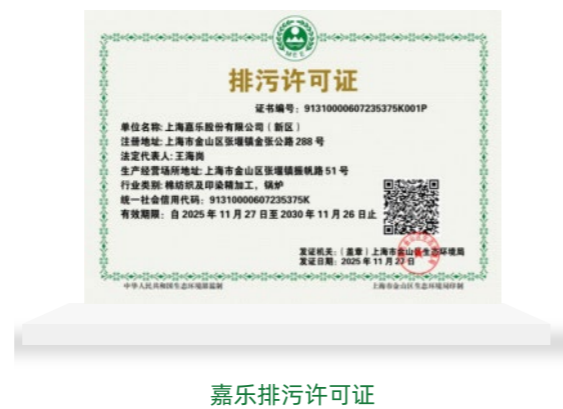 MEE
排污许可证
证书编号：91310000607235375K001P
单位名称：上海嘉乐股份有限公司（新区）
注册地址：上海市金山区张堰镇金张公路288号
法定代表人：王海岗
生产经营场所地址：上海市金山区张堰镇振帆路51号
行业类别：棉纺织及印染精加工，锅炉
统一社会信用代码：91310000607235375K
有效期限：自2025年11月27日至2030年11月26日止
发证机关：（盖章）上海市金山区生态环境局
发证日期：2025年11月27日
中华人民共和国生态环境部监制
上海市金山区生态环境局印制
嘉乐排污许可证